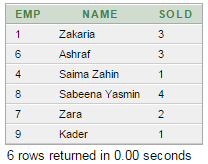 EMP NAME SOLD
1 Zakaria 3
6 Ashraf 3
4 Saima Zahin 1
8 Sabeena Yasmin 4
7 Zara 2
9 Kader 1
6 rows returned in 0.00 seconds